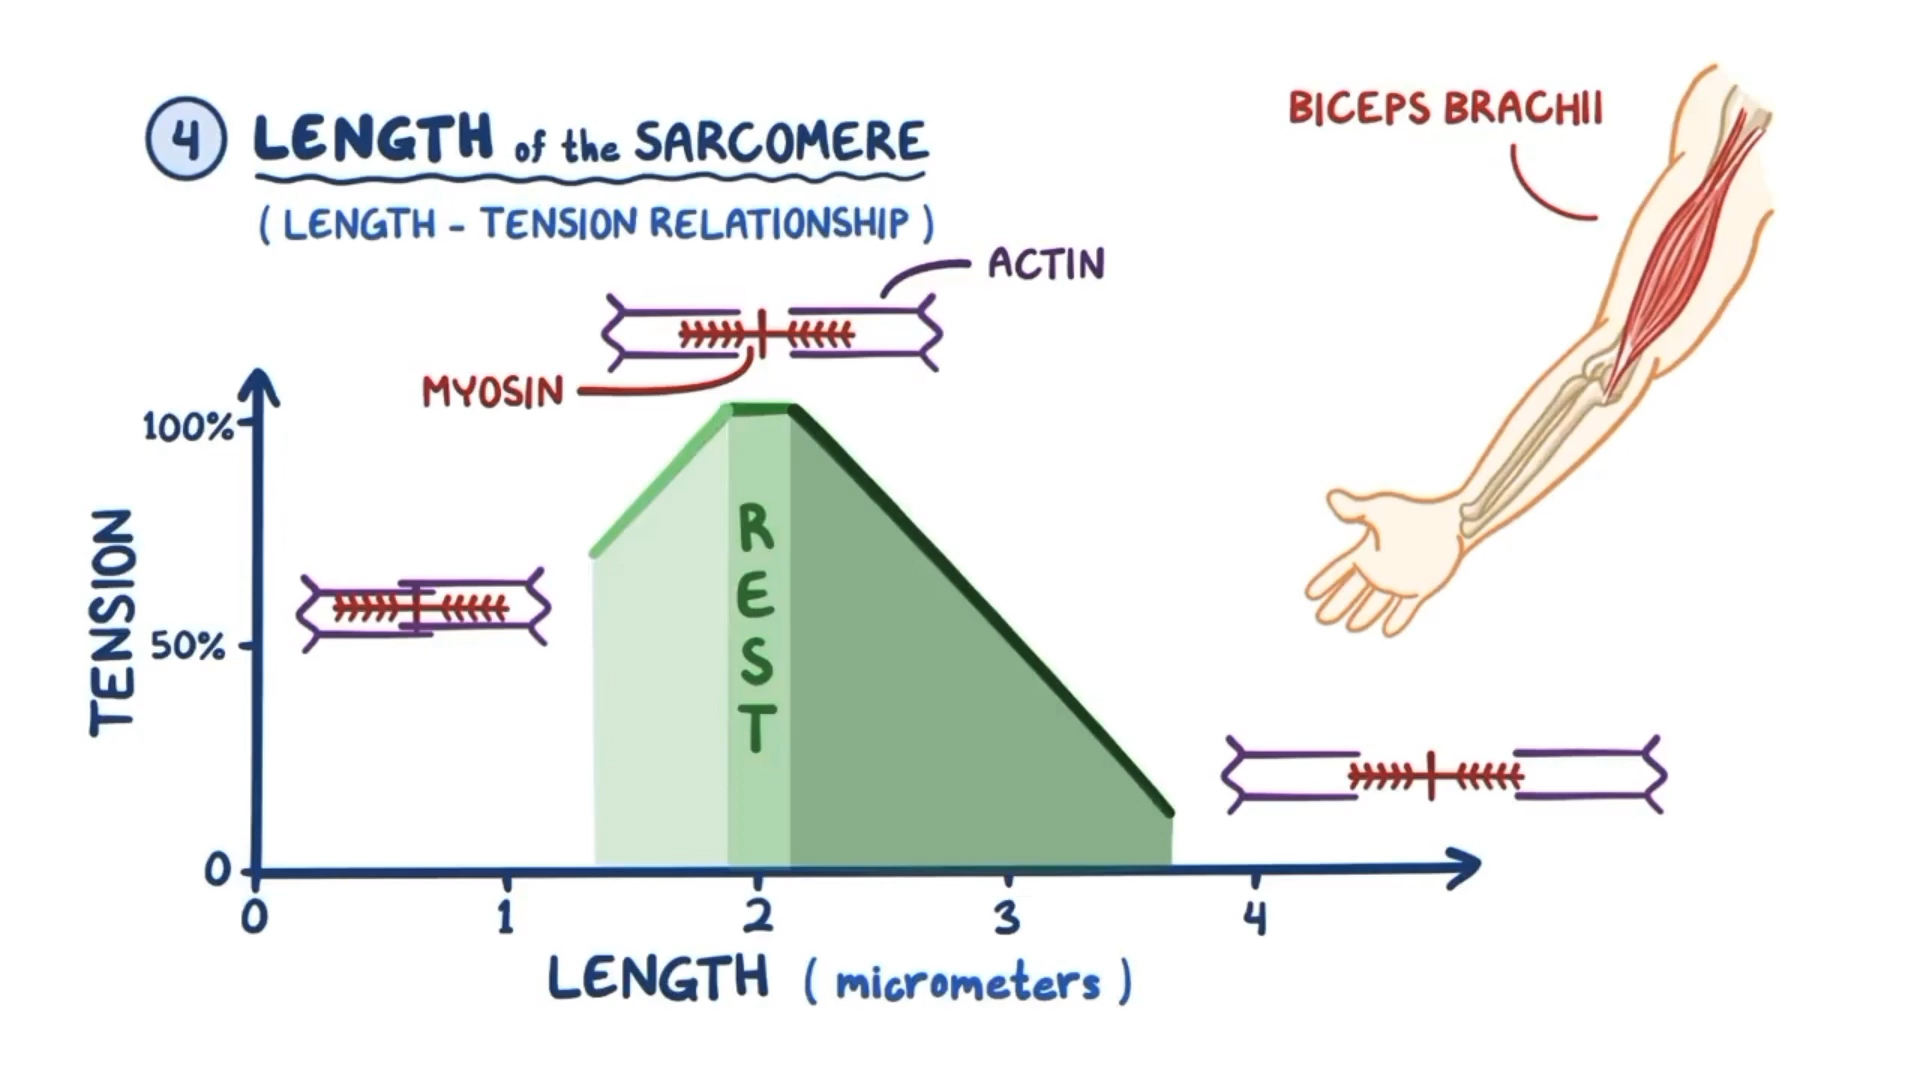 4 LENGTH of the SARCOMERE
( LENGTH - TENSION RELATIONSHIP )
BICEPS BRACHII
ACTIN
MYOSIN
100%
50%
0
TENSION
REST
0 1 2 3 4
LENGTH ( micrometers )